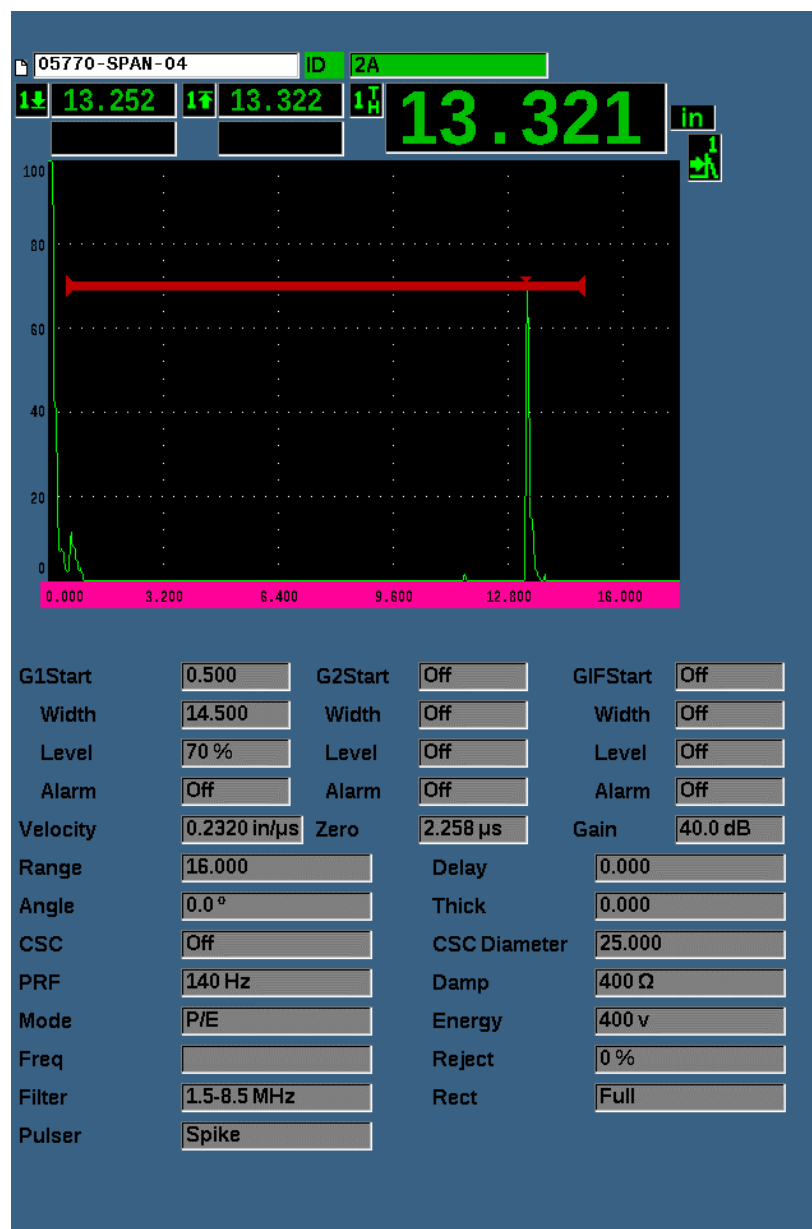 05770-SPAN-04 ID 2A
1 13.252 1 13.322 1 TH 13.321 in
1
100
80
60
40
20
0
0.000 3.200 6.400 9.600 12.800 16.000
G1Start 0.500 G2Start Off GIFStart Off
Width 14.500 Width Off Width Off
Level 70 % Level Off Level Off
Alarm Off Alarm Off Alarm Off
Velocity 0.2320 in/µs Zero 2.258 µs Gain 40.0 dB
Range 16.000 Delay 0.000
Angle 0.0 º Thick 0.000
CSC Off CSC Diameter 25.000
PRF 140 Hz Damp 400 Ω
Mode P/E Energy 400 v
Freq Reject 0 %
Filter 1.5-8.5 MHz Rect Full
Pulser Spike